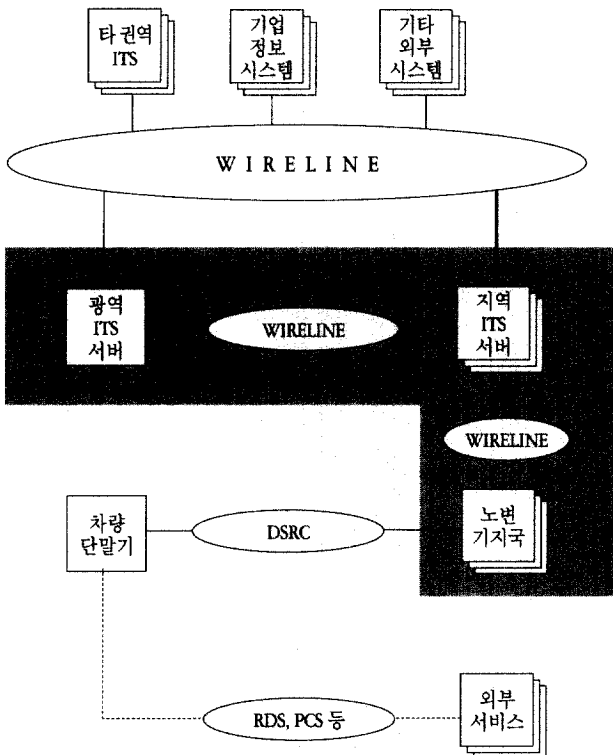 타 권역
ITS
기업
정보
시스템
기타
외부
시스템
WIRELINE
광역
ITS
서버
WIRELINE
지역
ITS
서버
WIRELINE
차량
단말기
DSRC
노변
기지국
RDS, PCS 등
외부
서비스